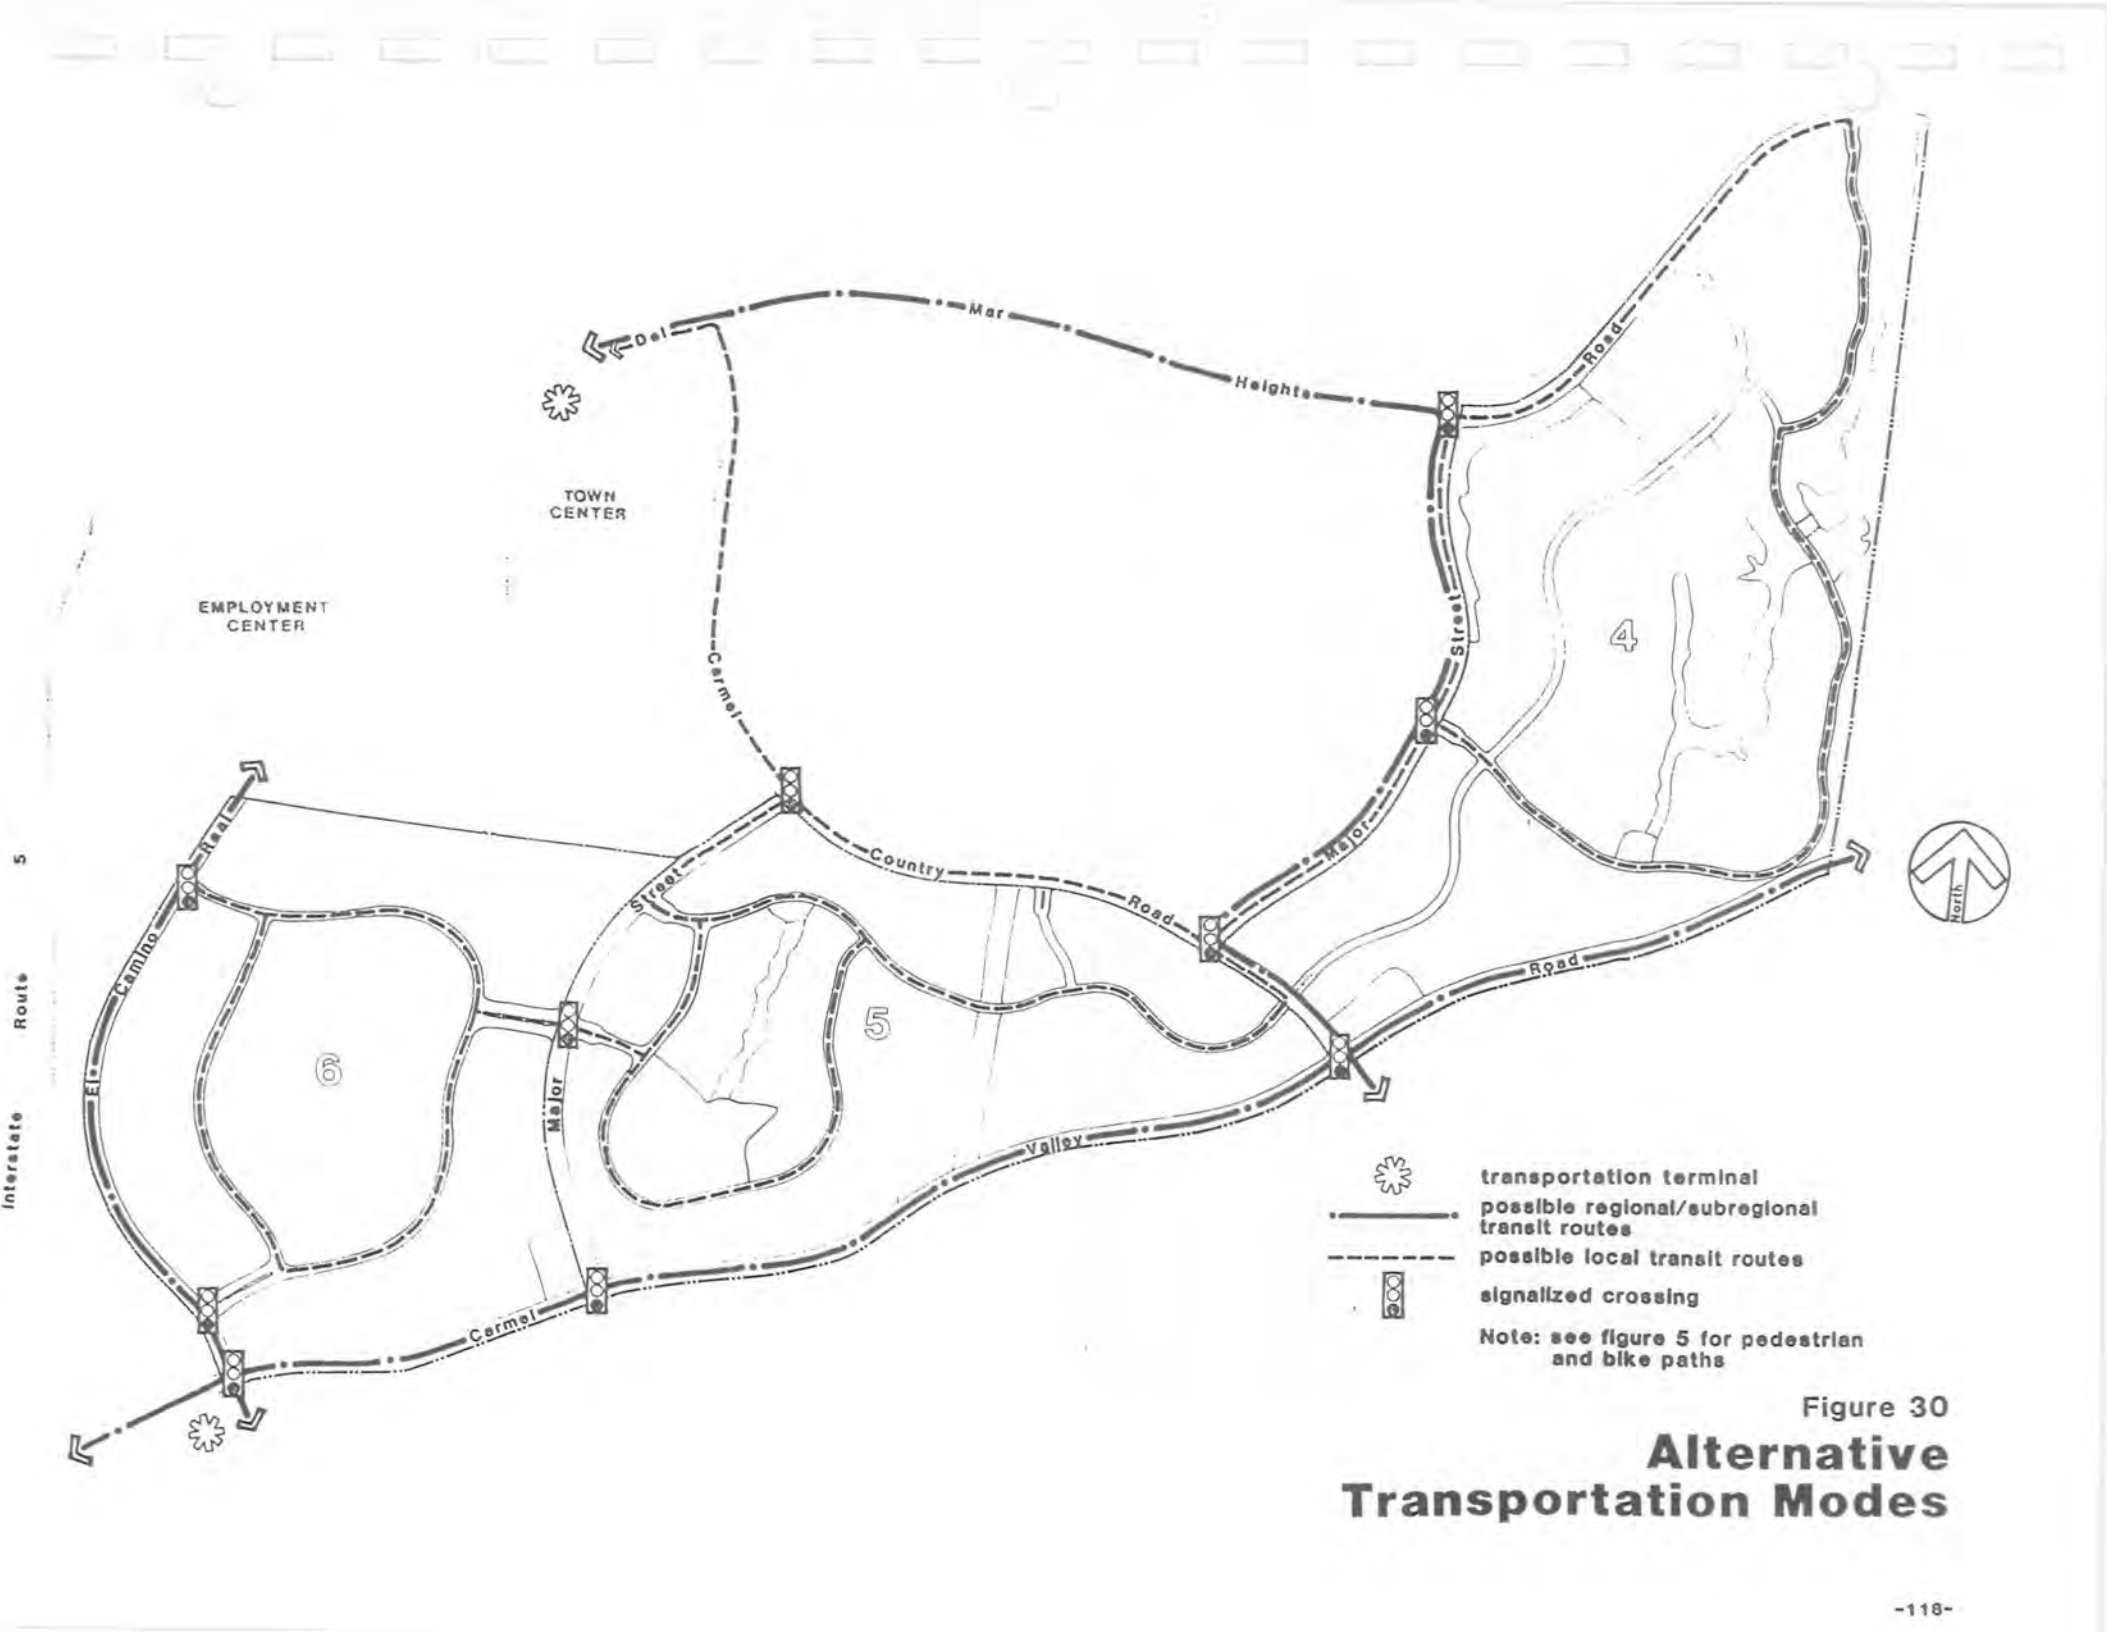 Del
Mar
Heights
Road
TOWN
CENTER
EMPLOYMENT
CENTER
Carmel
Country
Road
Street
Major
4
5
6
El
Camino
Real
Street
Major
Carmel
Valley
Road
Interstate
Route
5
North
transportation terminal
possible regional/subregional
transit routes
possible local transit routes
signalized crossing
Note: see figure 5 for pedestrian
and bike paths
Figure 30
Alternative
Transportation Modes
-118-